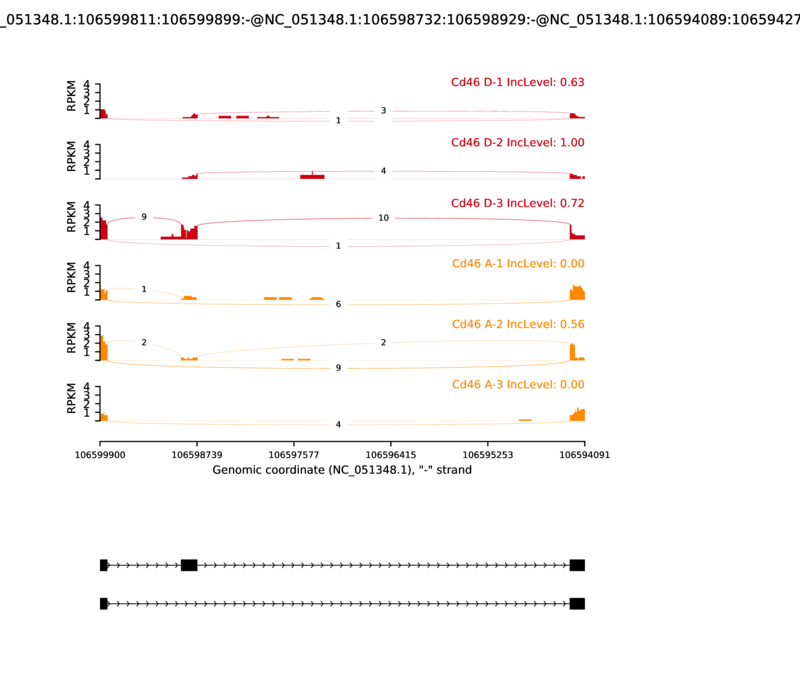 _051348.1:106599811:106599899:-@NC_051348.1:106598732:106598929:-@NC_051348.1:106594089:10659427
Cd46 D-1 IncLevel: 0.63
RPKM
4
3
2
1
3
1
Cd46 D-2 IncLevel: 1.00
RPKM
4
3
2
1
4
Cd46 D-3 IncLevel: 0.72
RPKM
4
3
2
1
9
10
1
Cd46 A-1 IncLevel: 0.00
RPKM
4
3
2
1
1
6
Cd46 A-2 IncLevel: 0.56
RPKM
4
3
2
1
2
2
9
Cd46 A-3 IncLevel: 0.00
RPKM
4
3
2
1
4
106599900 106598739 106597577 106596415 106595253 106594091
Genomic coordinate (NC_051348.1), "-" strand